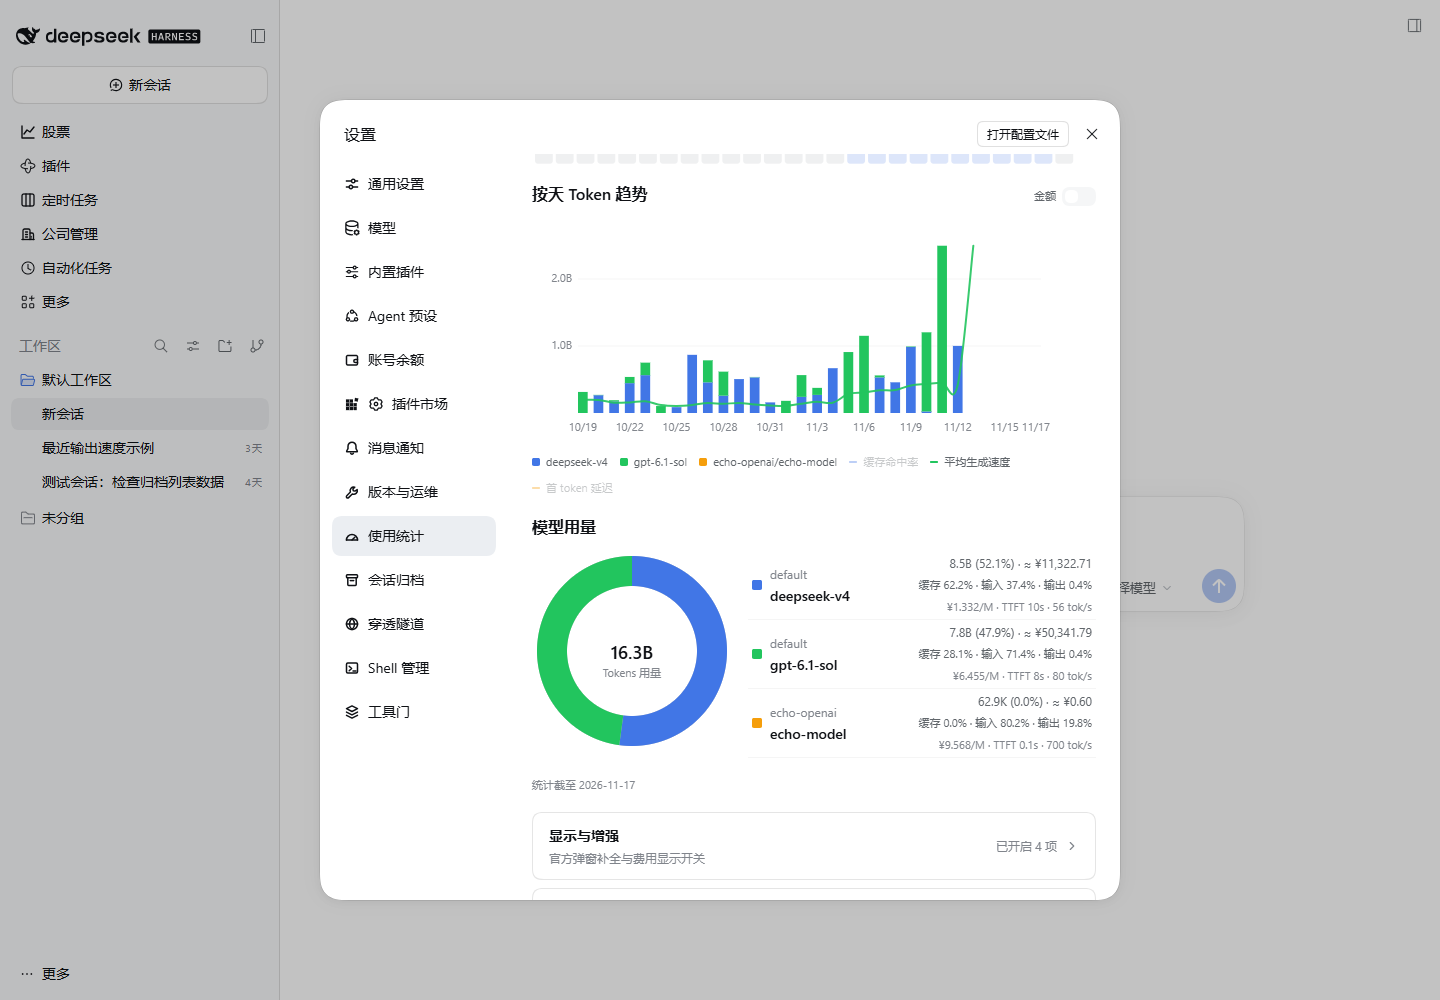 deepseek HARNESS
新会话
股票
插件
定时任务
公司管理
自动化任务
更多
工作区
默认工作区
新会话
最近输出速度示例 3天
测试会话：检查归档列表数据 4天
未分组
… 更多
设置
打开配置文件
通用设置
模型
内置插件
Agent 预设
账号余额
插件市场
消息通知
版本与运维
使用统计
会话归档
穿透隧道
Shell 管理
工具门
按天 Token 趋势
金额
2.0B
1.0B
10/19 10/22 10/25 10/28 10/31 11/3 11/6 11/9 11/12 11/15 11/17
deepseek-v4 gpt-6.1-sol echo-openai/echo-model 缓存命中率 平均生成速度
首 token 延迟
模型用量
16.3B
Tokens 用量
default
deepseek-v4
8.5B (52.1%) · ≈ ¥11,322.71
缓存 62.2% · 输入 37.4% · 输出 0.4%
¥1.332/M · TTFT 10s · 56 tok/s
default
gpt-6.1-sol
7.8B (47.9%) · ≈ ¥50,341.79
缓存 28.1% · 输入 71.4% · 输出 0.4%
¥6.455/M · TTFT 8s · 80 tok/s
echo-openai
echo-model
62.9K (0.0%) · ≈ ¥0.60
缓存 0.0% · 输入 80.2% · 输出 19.8%
¥9.568/M · TTFT 0.1s · 700 tok/s
统计截至 2026-11-17
显示与增强
官方弹窗补全与费用显示开关
已开启 4 项
择模型